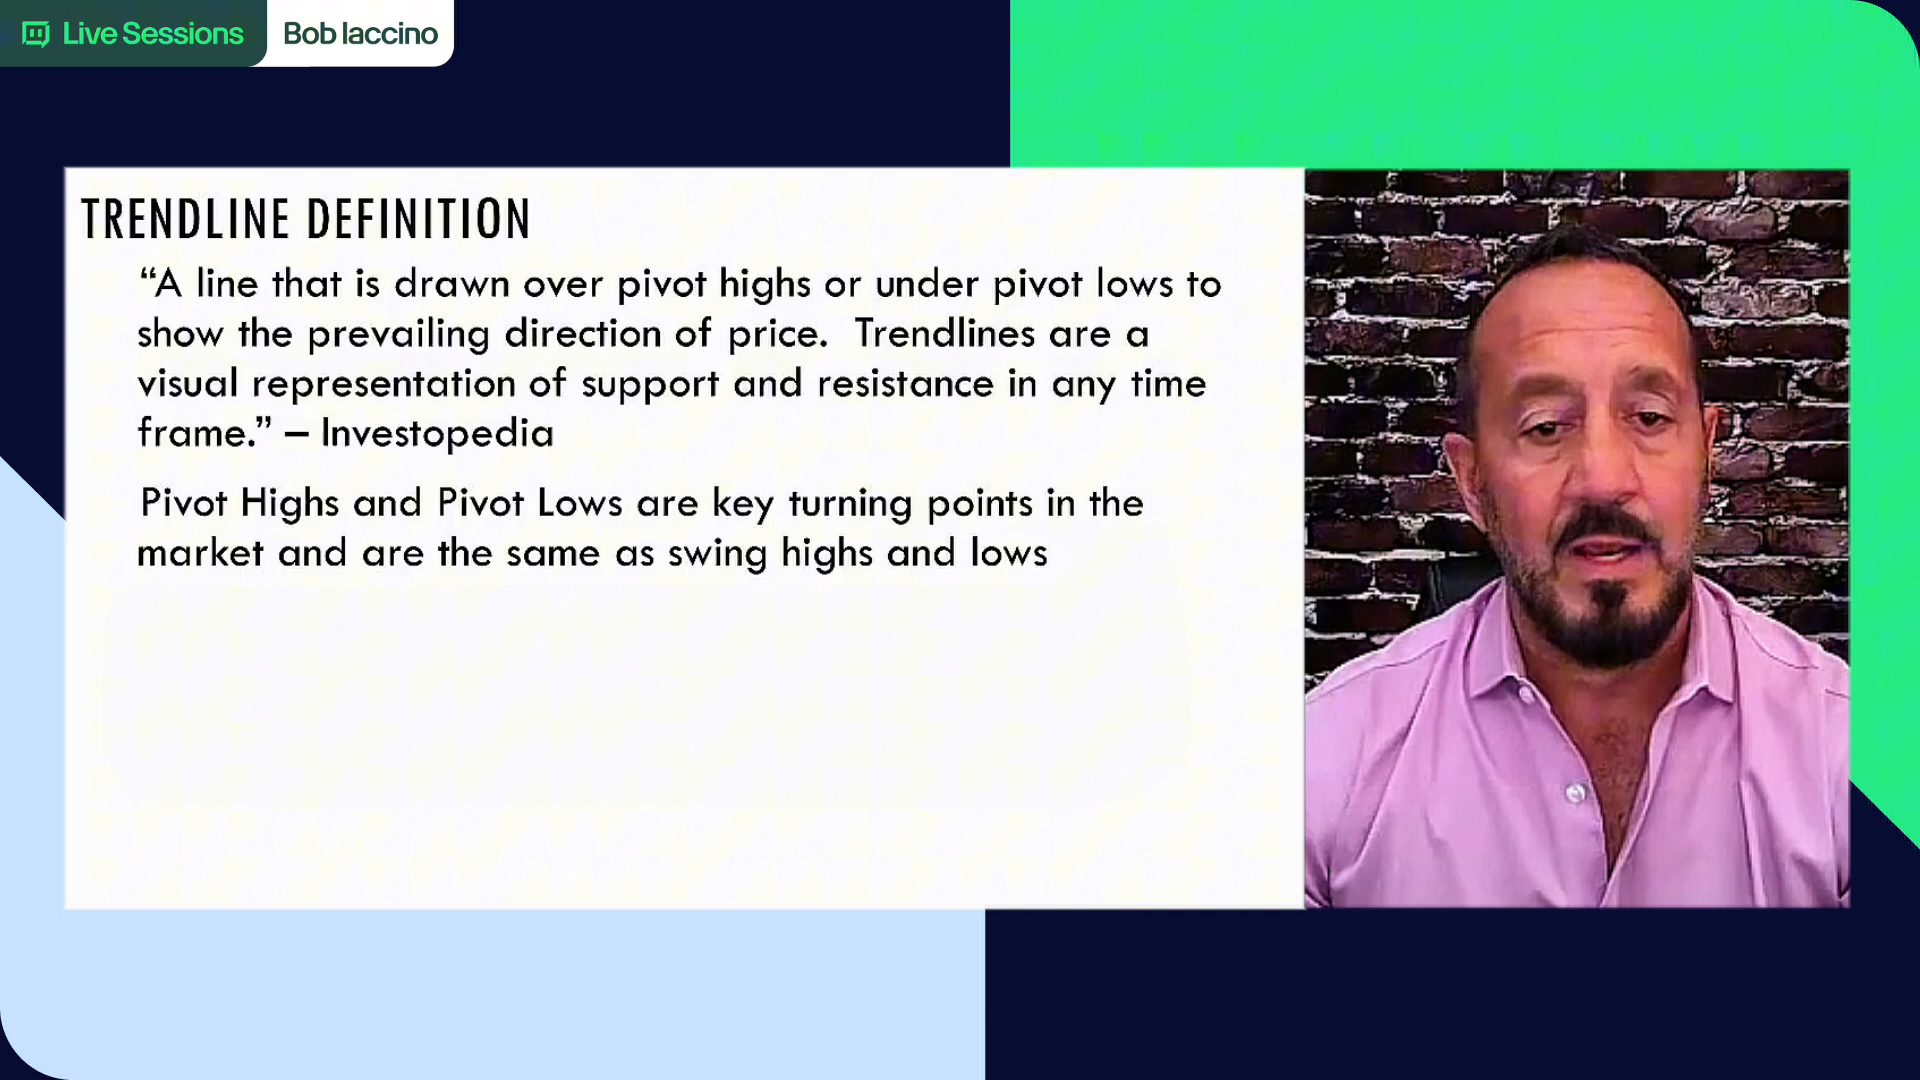 Live Sessions
Bob Iaccino
TRENDLINE DEFINITION
“A line that is drawn over pivot highs or under pivot lows to
show the prevailing direction of price.  Trendlines are a
visual representation of support and resistance in any time
frame.” – Investopedia
Pivot Highs and Pivot Lows are key turning points in the
market and are the same as swing highs and lows